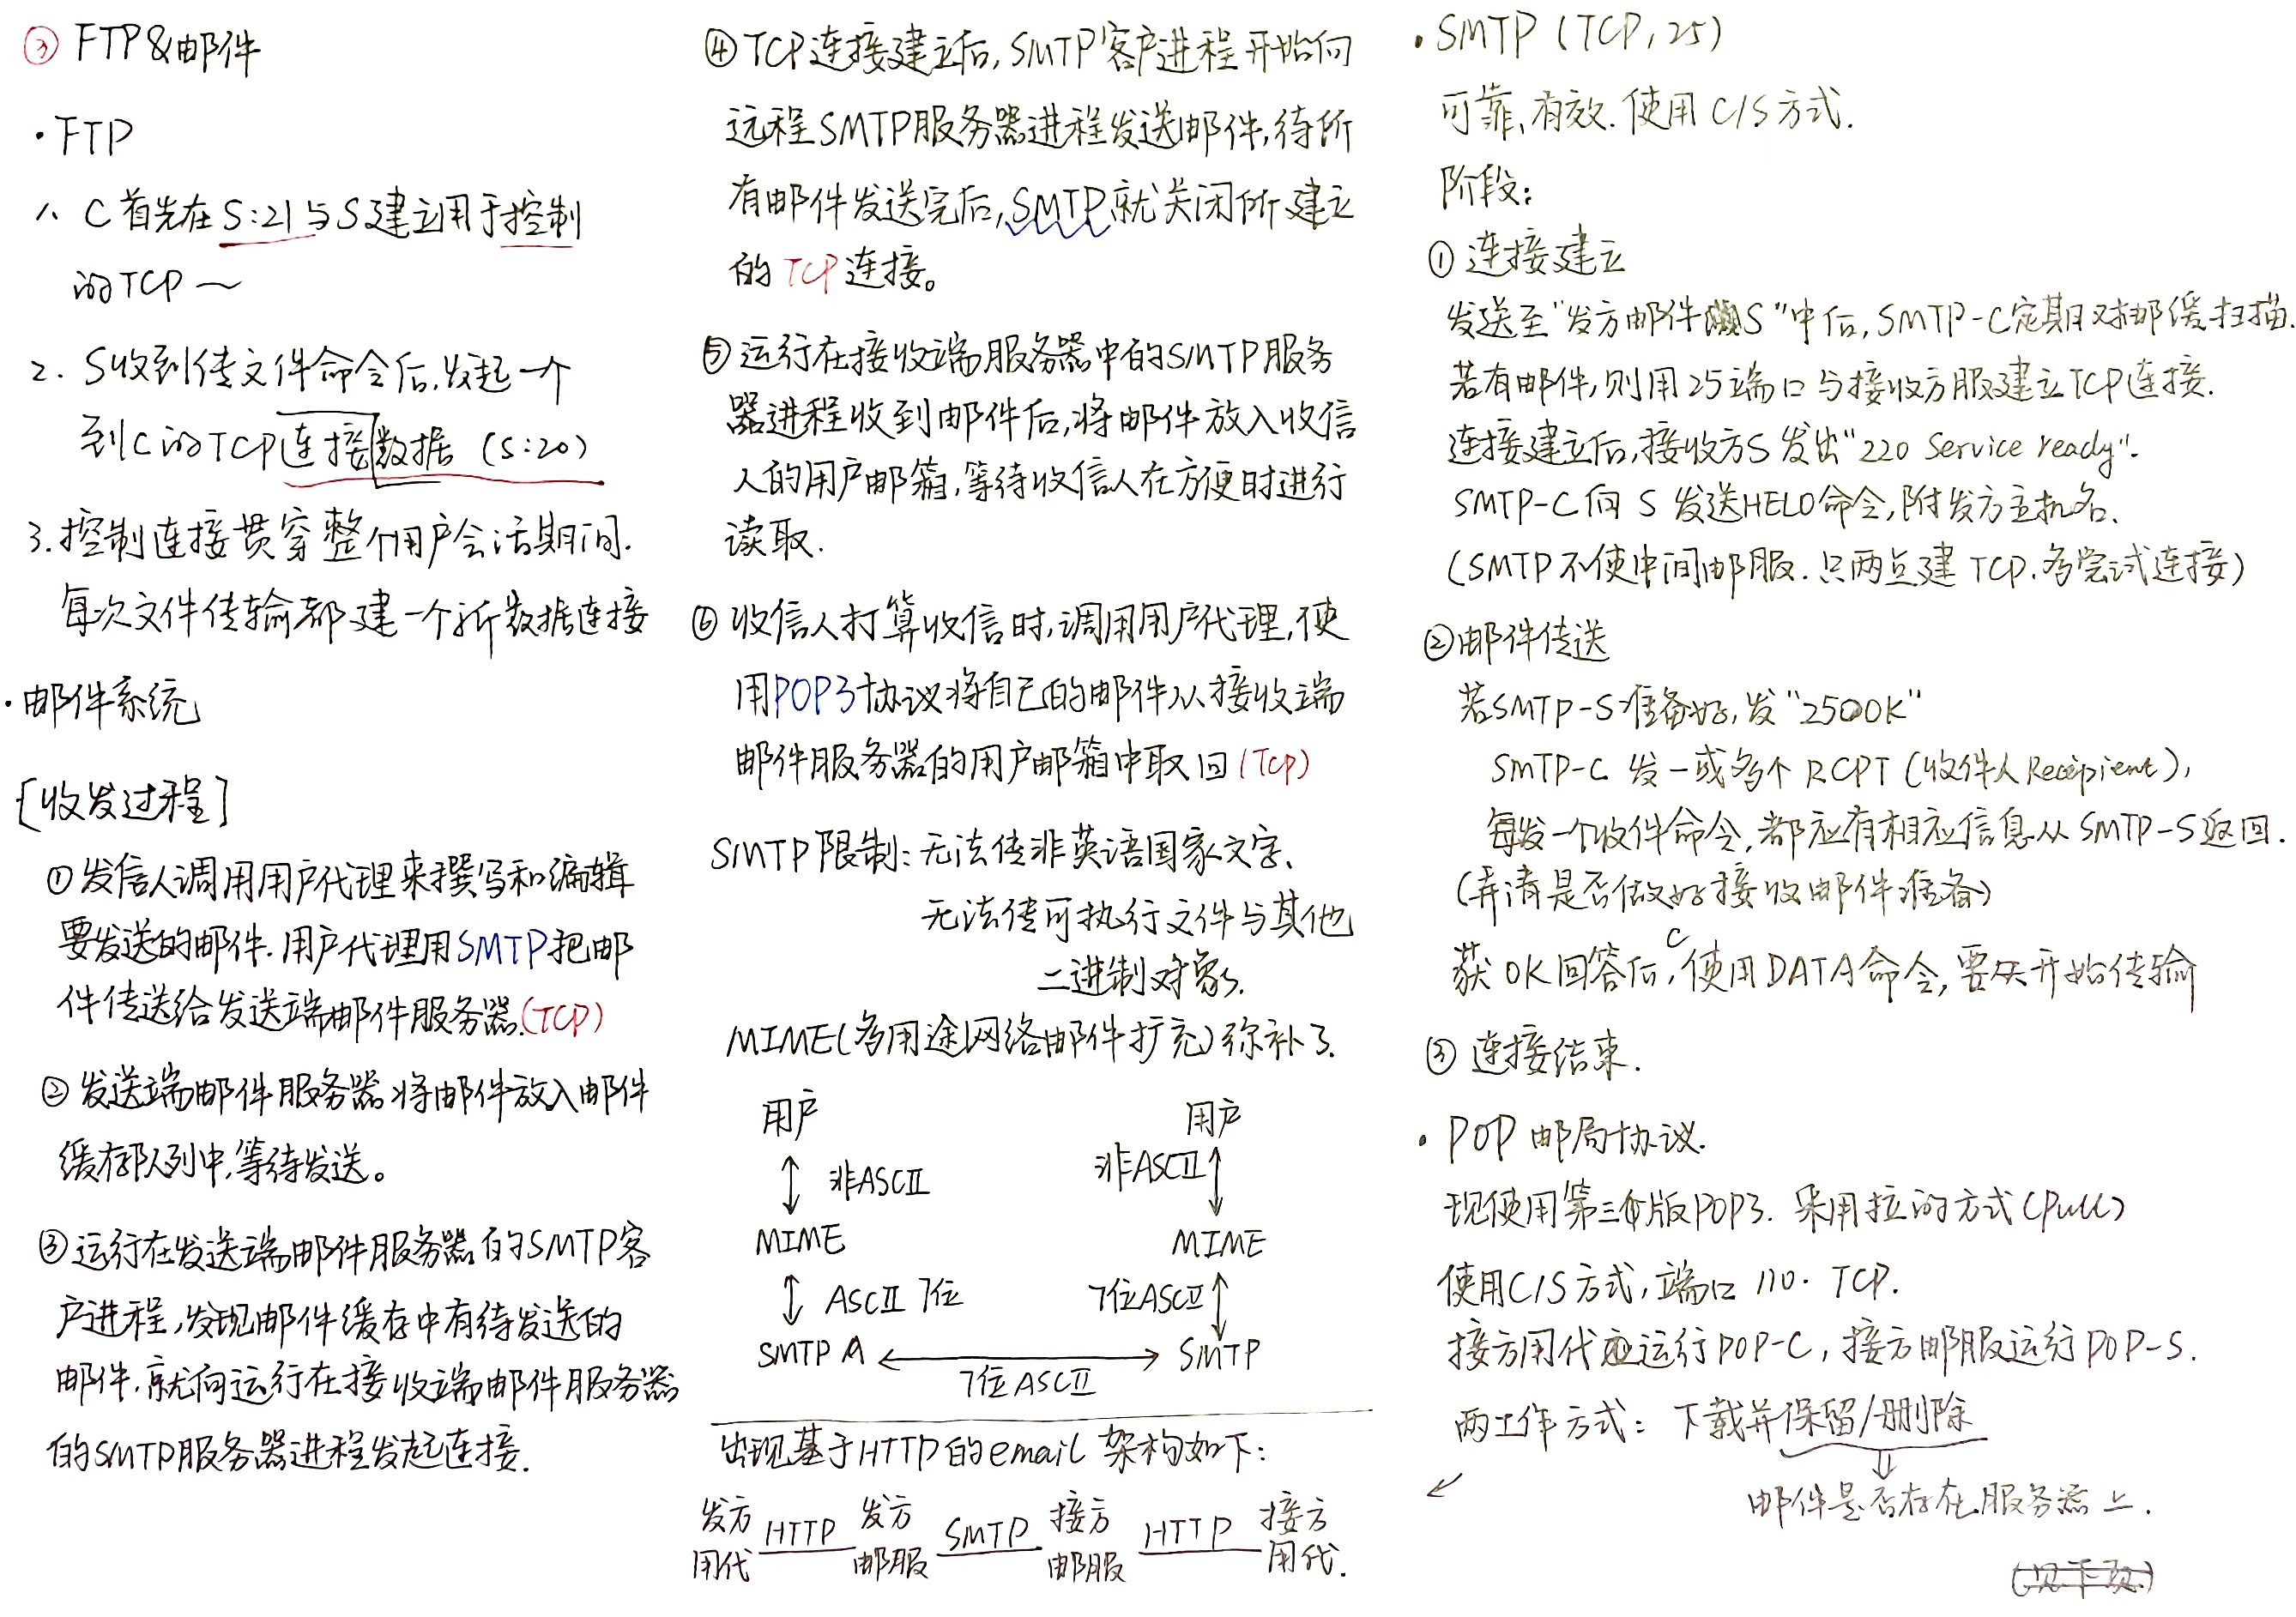 ③ FTP&邮件
·FTP
1. C首先在S:21与S建立用于控制
的TCP~
2. S收到传文件命令后,发起一个
到C的TCP连接数据 (S:20)
3.控制连接贯穿整个用户会话期间.
每次文件传输都建一个新数据连接
·邮件系统
[收发过程]
①发信人调用用户代理来撰写和编辑
要发送的邮件.用户代理用SMTP把邮
件传送给发送端邮件服务器.(TCP)
②发送端邮件服务器将邮件放入邮件
缓存队列中,等待发送。
③运行在发送端邮件服务器的SMTP客
户进程,发现邮件缓存中有待发送的
邮件.就向运行在接收端邮件服务器
的SMTP服务器进程发起连接.
④TCP连接建立后,SMTP客户进程开始向
远程SMTP服务器进程发送邮件,待所
有邮件发送完后,SMTP就关闭所建立
的TCP连接。
⑤运行在接收端服务器中的SMTP服务
器进程收到邮件后,将邮件放入收信
人的用户邮箱,等待收信人在方便时进行
读取.
⑥收信人打算收信时,调用用户代理,使
用POP3协议将自己的邮件从接收端
邮件服务器的用户邮箱中取回(TCP)
SMTP限制:无法传非英语国家文字、
无法传可执行文件与其他
二进制对象.
MIME(多用途网络邮件扩充)弥补了.
用户 用户
非ASCII 非ASCII
MIME MIME
ASCII 7位 7位ASCII
SMTP SMTP
7位ASCII
出现基于HTTP的email 架构如下:
发方 HTTP 发方 SMTP 接方 HTTP 接方
用代 邮服 邮服 用代.
·SMTP (TCP,25)
可靠、有效.使用C/S方式.
阶段:
①连接建立
发送至"发方邮件S"中后,SMTP-C定期对邮缓扫描.
若有邮件,则用25端口与接收方服建立TCP连接.
连接建立后,接收方S发出"220 Service ready".
SMTP-C向S发送HELO命令,附发方主机名.
(SMTP不使中间邮服.只两点建TCP.多尝试连接)
②邮件传送
若SMTP-S准备好,发"250OK"
SMTP-C 发一或多个RCPT(收件人Recipient),
每发一个收件命令,都应有相应信息从SMTP-S返回.
(弄清是否做好接收邮件准备)
获OK回答后,C使用DATA命令,要求开始传输
③连接结束.
·POP邮局协议.
现使用第三版POP3. 采用拉的方式(Pull)
使用C/S方式,端口110. TCP.
接方用代运行POP-C,接方邮服运行POP-S.
两工作方式: 下载并保留/删除
邮件是否存在服务器上.
(见下页)